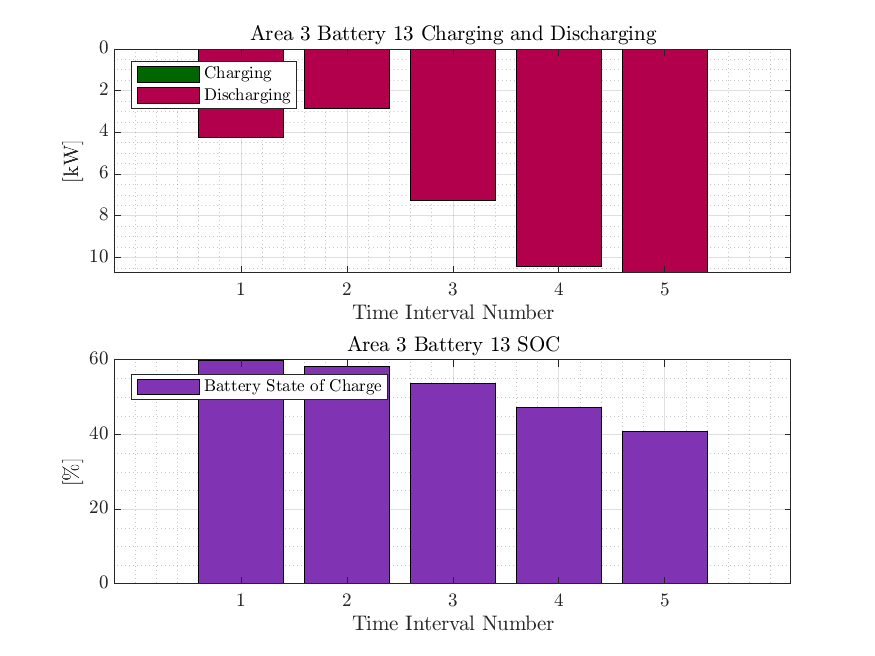 Area 3 Battery 13 Charging and Discharging
0
2
4
6
8
10
[kW]
Charging
Discharging
1 2 3 4 5
Time Interval Number
Area 3 Battery 13 SOC
60
40
20
0
[%]
Battery State of Charge
1 2 3 4 5
Time Interval Number